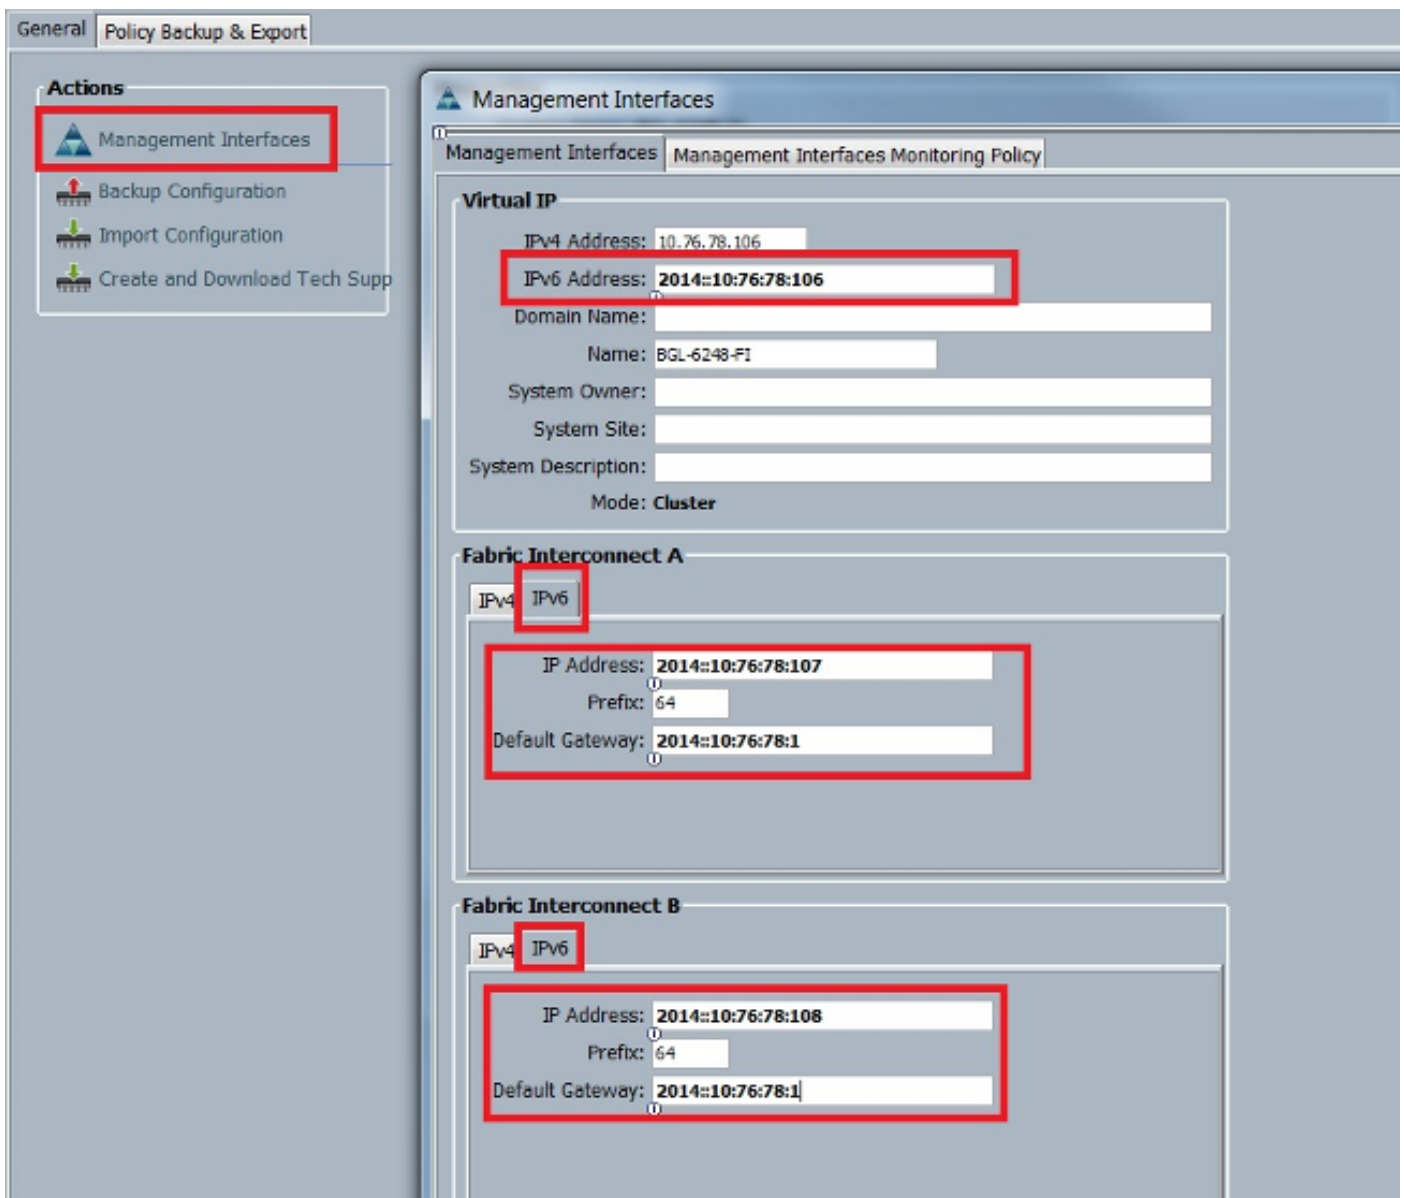 General Policy Backup & Export
Actions
Management Interfaces
Backup Configuration
Import Configuration
Create and Download Tech Supp
Management Interfaces
Management Interfaces Management Interfaces Monitoring Policy
Virtual IP
IPv4 Address: 10.76.78.106
IPv6 Address: 2014::10:76:78:106
Domain Name:
Name: BGL-6248-FI
System Owner:
System Site:
System Description:
Mode: Cluster
Fabric Interconnect A
IPv4 IPv6
IP Address: 2014::10:76:78:107
Prefix: 64
Default Gateway: 2014::10:76:78:1
Fabric Interconnect B
IPv4 IPv6
IP Address: 2014::10:76:78:108
Prefix: 64
Default Gateway: 2014::10:76:78:1